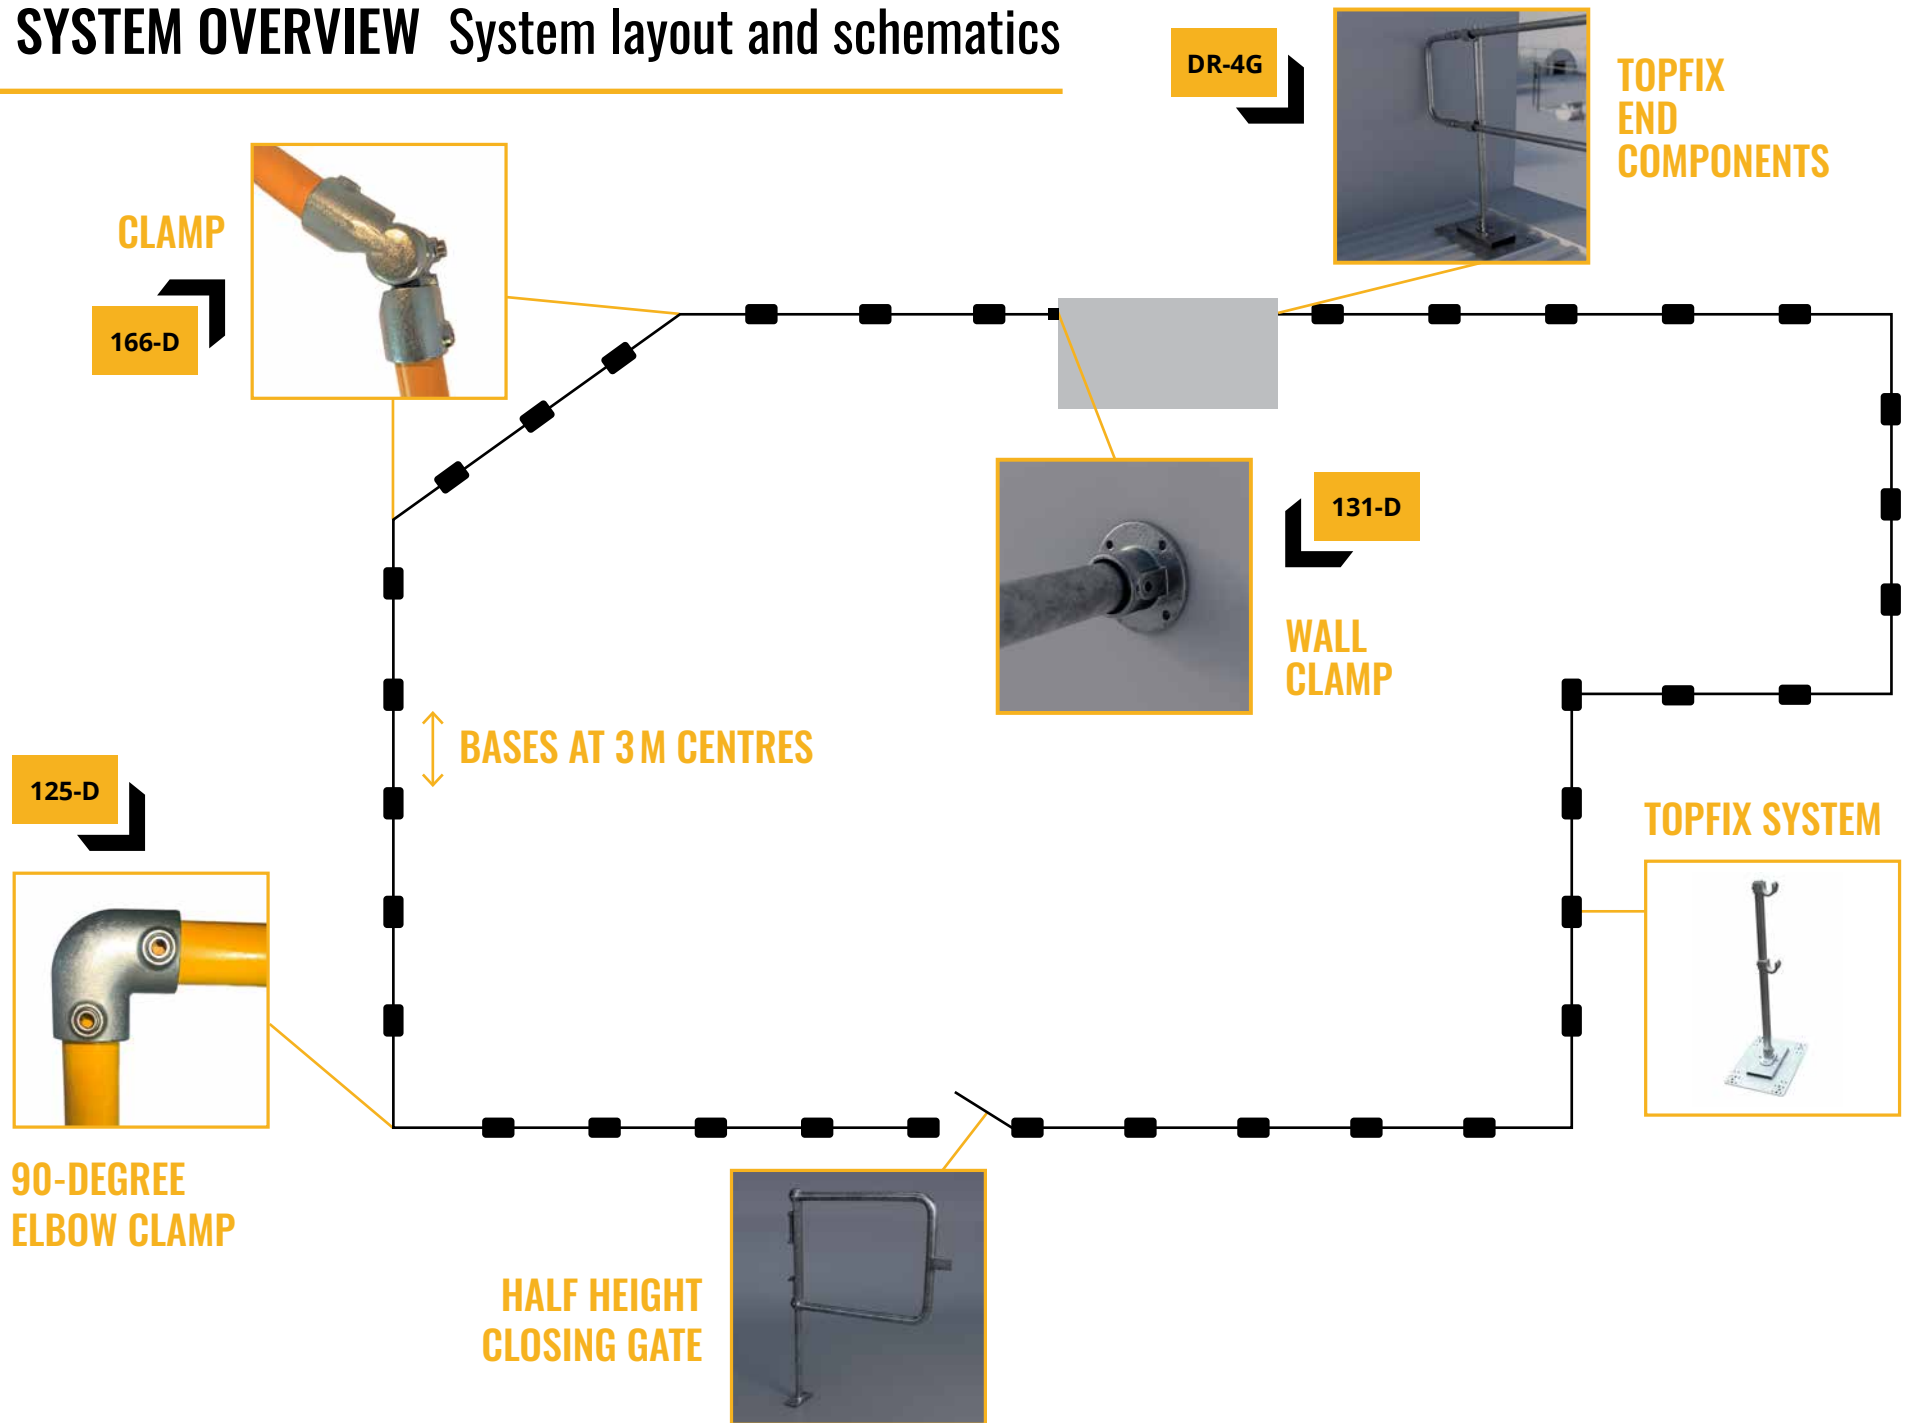 SYSTEM OVERVIEW System layout and schematics
DR-4G
TOPFIX
END
COMPONENTS
CLAMP
166-D
131-D
WALL
CLAMP
BASES AT 3 M CENTRES
125-D
TOPFIX SYSTEM
90-DEGREE
ELBOW CLAMP
HALF HEIGHT
CLOSING GATE